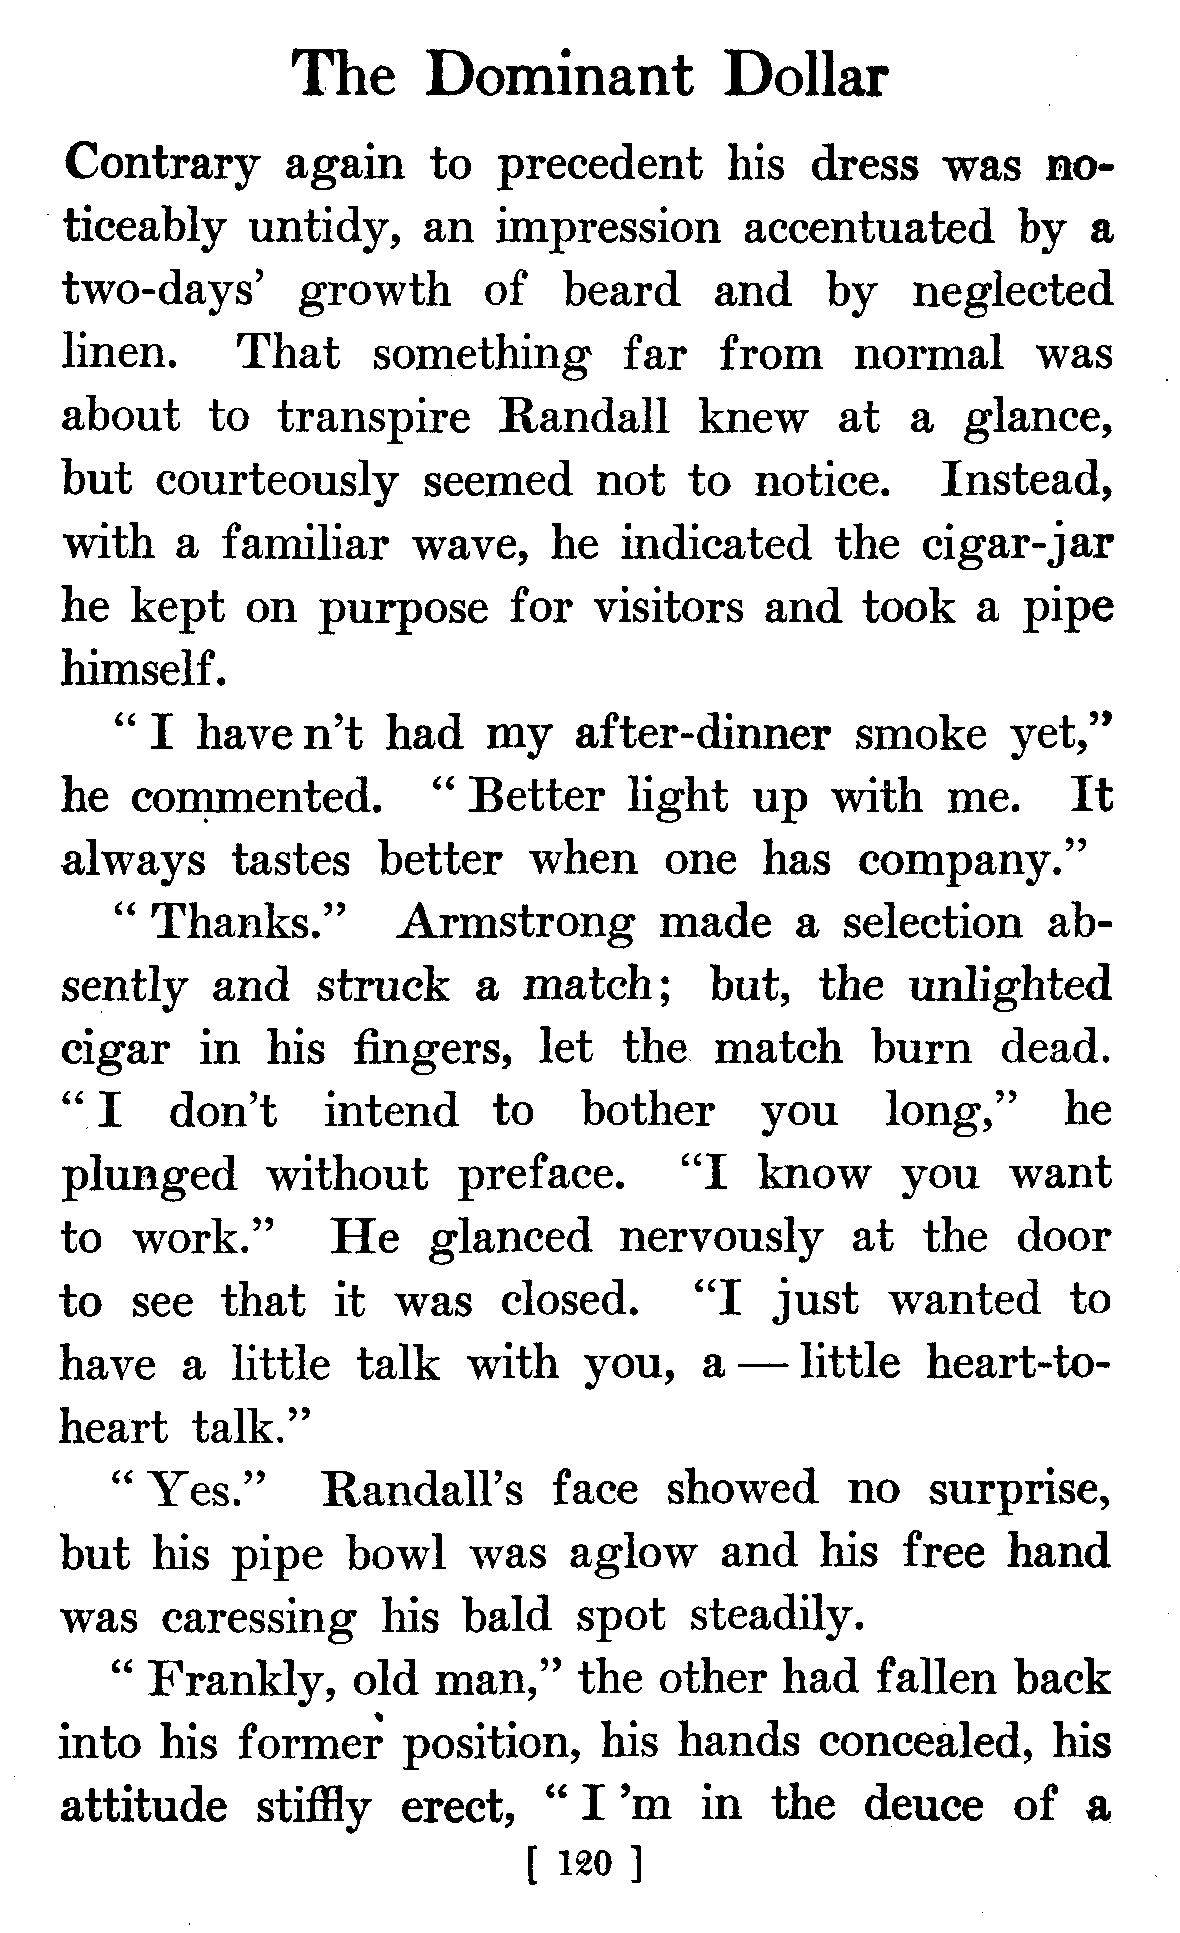 The Dominant Dollar
Contrary again to precedent his dress was no-
ticeably untidy, an impression accentuated by a
two-days' growth of beard and by neglected
linen. That something far from normal was
about to transpire Randall knew at a glance,
but courteously seemed not to notice. Instead,
with a familiar wave, he indicated the cigar-jar
he kept on purpose for visitors and took a pipe
himself.
“ I have n't had my after-dinner smoke yet,”
he commented. “ Better light up with me. It
always tastes better when one has company.”
“ Thanks.” Armstrong made a selection ab-
sently and struck a match; but, the unlighted
cigar in his fingers, let the match burn dead.
“ I don't intend to bother you long,” he
plunged without preface. “I know you want
to work.” He glanced nervously at the door
to see that it was closed. “I just wanted to
have a little talk with you, a — little heart-to-
heart talk.”
“ Yes.” Randall's face showed no surprise,
but his pipe bowl was aglow and his free hand
was caressing his bald spot steadily.
“ Frankly, old man,” the other had fallen back
into his former position, his hands concealed, his
attitude stiffly erect, “ I 'm in the deuce of a
[ 120 ]